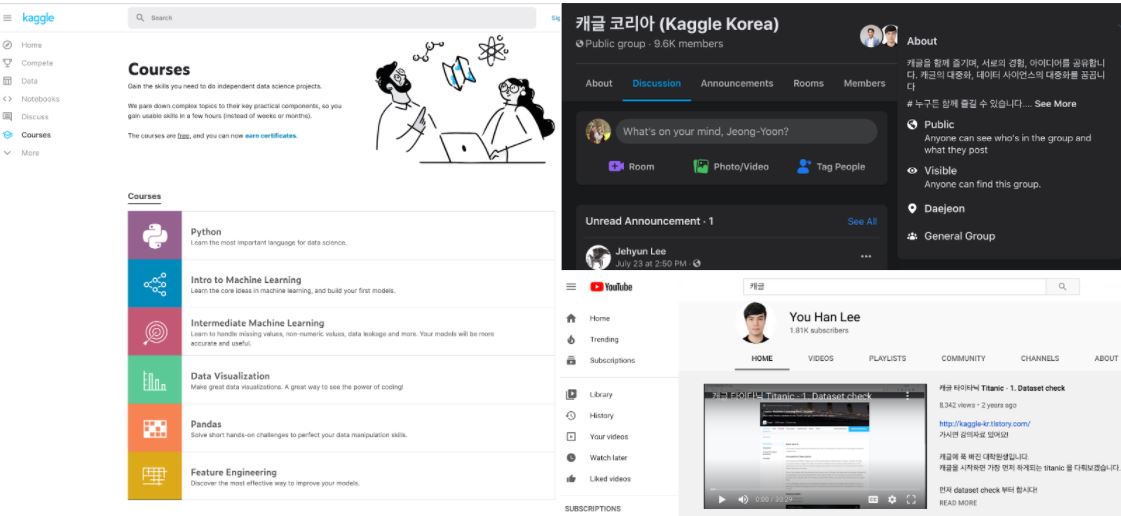 kaggle
Search
Sig
Home
Compete
Data
Notebooks
Discuss
Courses
More
Courses
Gain the skills you need to do independent data science projects.
We pare down complex topics to their key practical components, so you
gain usable skills in a few hours (instead of weeks or months).
The courses are free, and you can now earn certificates.
Courses
Python
Learn the most important language for data science.
Intro to Machine Learning
Learn the core ideas in machine learning, and build your first models.
Intermediate Machine Learning
Learn to handle missing values, non-numeric values, data leakage and more. Your models will be more
accurate and useful.
Data Visualization
Make great data visualizations. A great way to see the power of coding!
Pandas
Solve short hands-on challenges to perfect your data manipulation skills.
Feature Engineering
Discover the most effective way to improve your models.
캐글 코리아 (Kaggle Korea)
Public group · 9.6K members
About
Discussion
Announcements
Rooms
Members
What's on your mind, Jeong-Yoon?
Room
Photo/Video
Tag People
Unread Announcement · 1
See All
Jehyun Lee
July 23 at 2:50 PM ·
About
캐글을 함께 즐기며, 서로의 경험, 아이디어를 공유합니
다. 캐글의 대중화, 데이터 사이언스의 대중화를 꿈꿉니
다
# 누구든 함께 즐길 수 있습니다.... See More
Public
Anyone can see who's in the group and
what they post
Visible
Anyone can find this group.
Daejeon
General Group
YouTube
캐글
Home
Trending
Subscriptions
Library
History
Your videos
Watch later
Liked videos
SUBSCRIPTIONS
You Han Lee
1.81K subscribers
HOME
VIDEOS
PLAYLISTS
COMMUNITY
CHANNELS
ABOUT
캐글 타이타닉 Titanic - 1. Dataset check
0:00 / 30:29
캐글 타이타닉 Titanic - 1. Dataset check
8,342 views · 2 years ago
http://kaggle-kr.tistory.com/
가시면 강의자료 있어요!
캐글에 푹 빠진 대학원생입니다.
캐글을 시작하면 가장 먼저 하게되는 titanic 을 다뤄보겠습니다.
먼저 dataset check 부터 합시다!
READ MORE